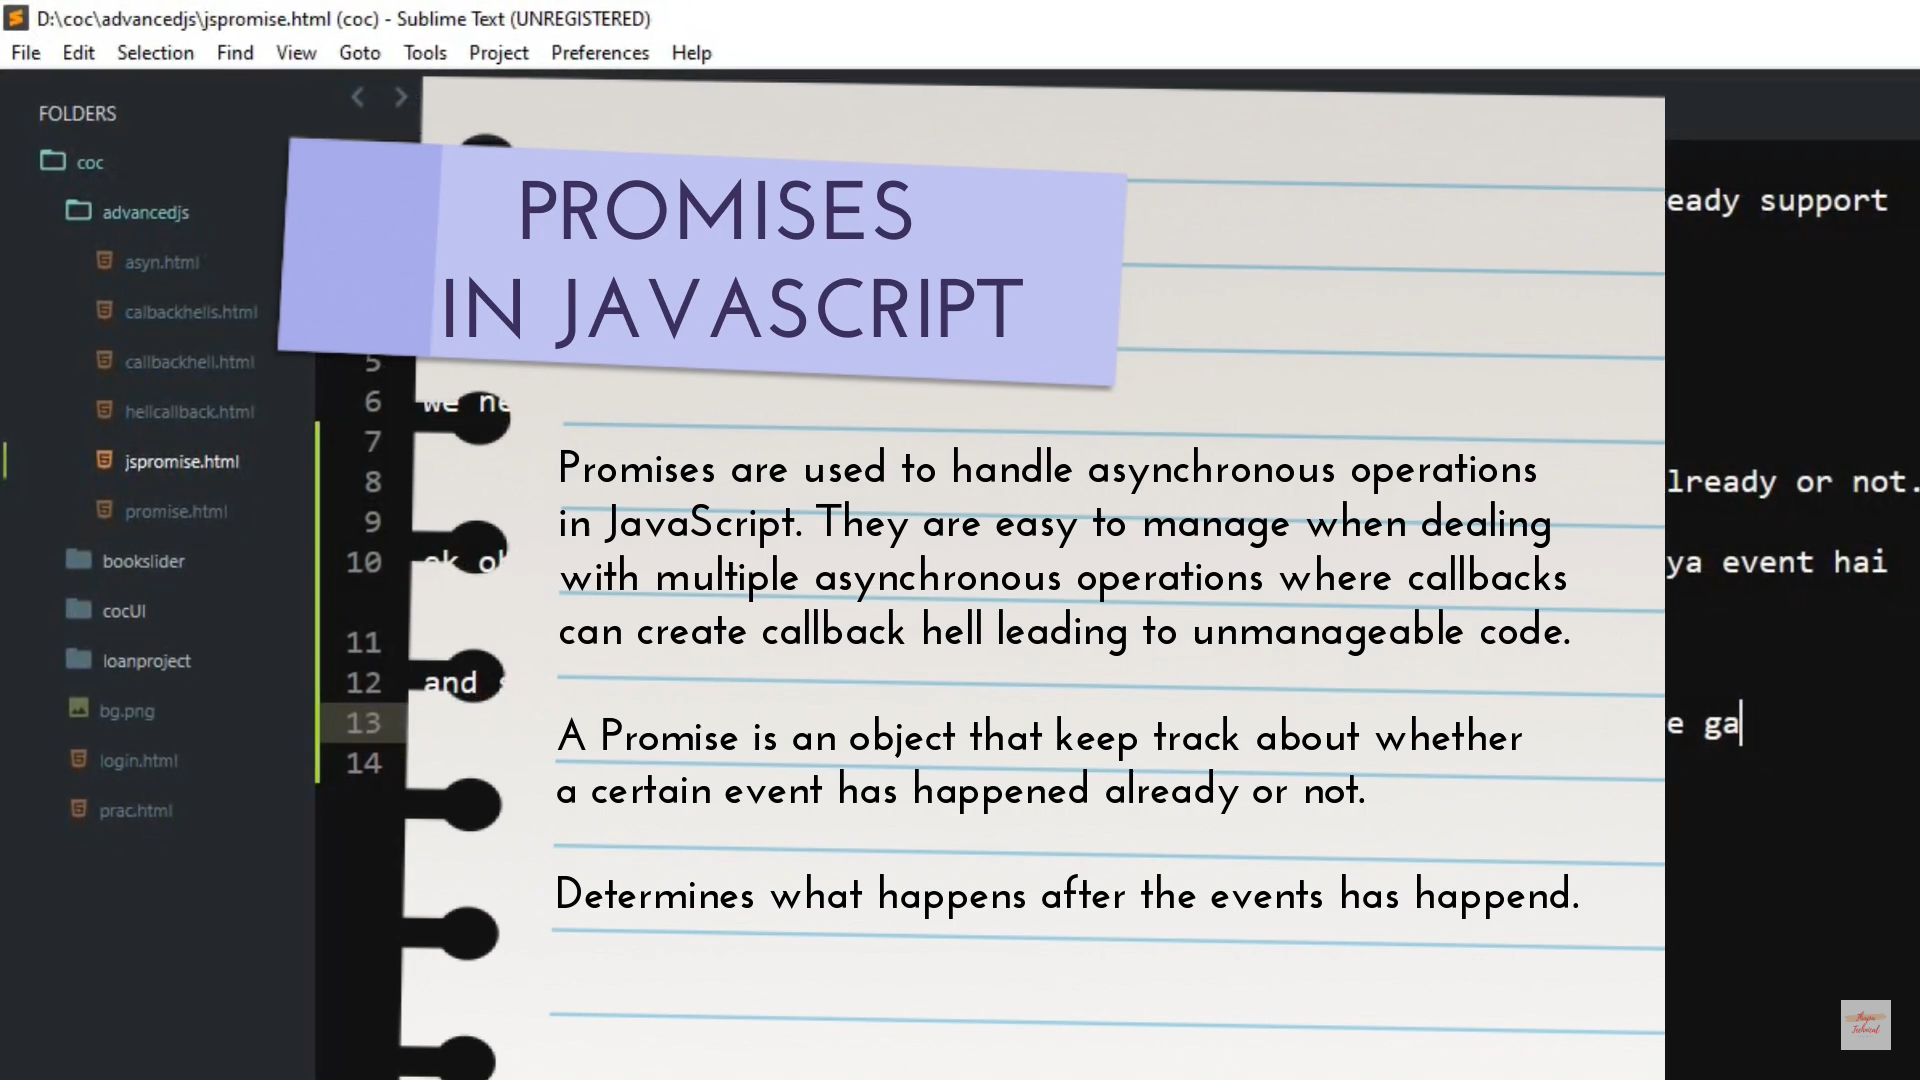 D:\coc\advancedjs\jspromise.html (coc) - Sublime Text (UNREGISTERED)
File Edit Selection Find View Goto Tools Project Preferences Help
FOLDERS
coc
advancedjs
asyn.html
calbackhells.html
callbackhell.html
hellcallback.html
jspromise.html
promise.html
bookslider
cocUI
loanproject
bg.png
login.html
prac.html
PROMISES
IN JAVASCRIPT
Promises are used to handle asynchronous operations
in JavaScript. They are easy to manage when dealing
with multiple asynchronous operations where callbacks
can create callback hell leading to unmanageable code.
A Promise is an object that keep track about whether
a certain event has happened already or not.
Determines what happens after the events has happend.
5
6 we ne
7
8
9
10 ok
11
12 and
13
14
eady support
lready or not.
ya event hai
e ga
Thapa
Technical